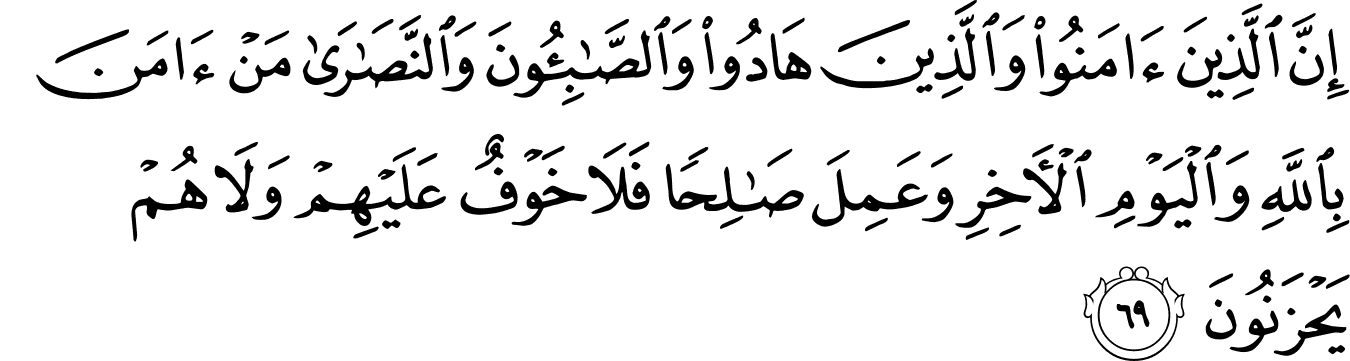 إِنَّ ٱلَّذِينَ ءَامَنُوا۟ وَٱلَّذِينَ هَادُوا۟ وَٱلصَّـٰبِـُٔونَ وَٱلنَّصَـٰرَىٰ مَنْ ءَامَنَ
بِٱللَّهِ وَٱلْيَوْمِ ٱلْـَٔاخِرِ وَعَمِلَ صَـٰلِحًا فَلَا خَوْفٌ عَلَيْهِمْ وَلَا هُمْ
يَحْزَنُونَ ٦٩